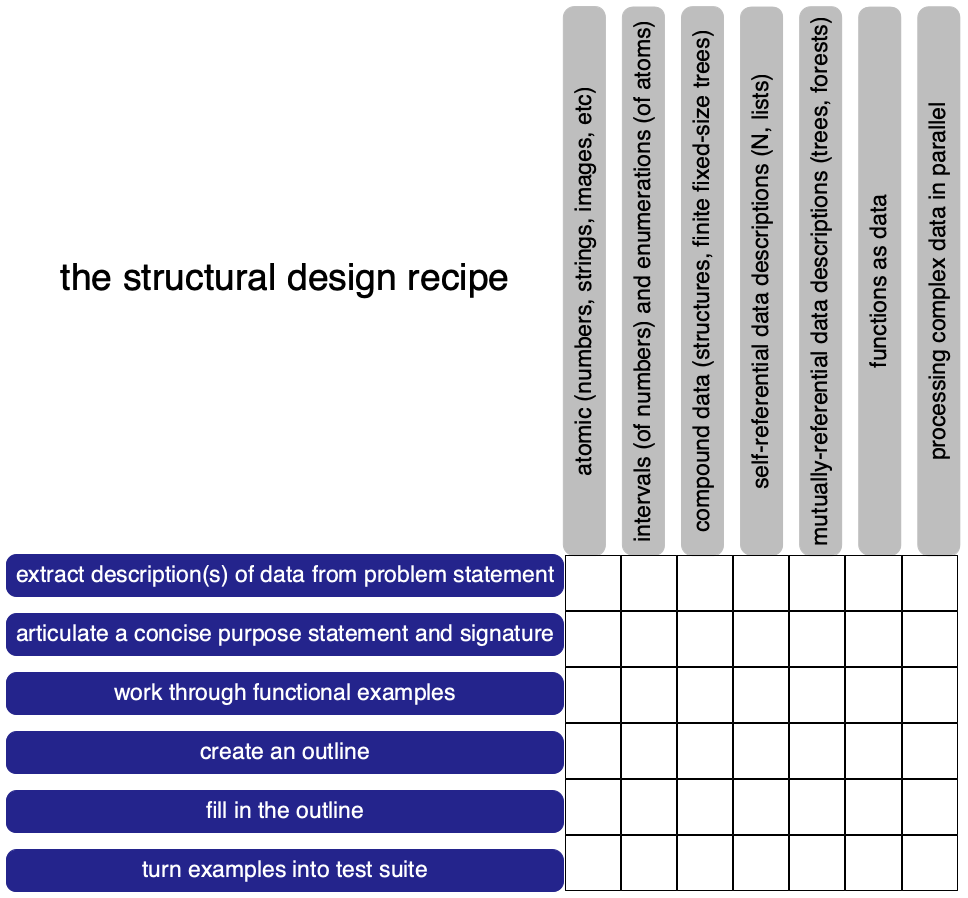 the structural design recipe
atomic (numbers, strings, images, etc)
intervals (of numbers) and enumerations (of atoms)
compound data (structures, finite fixed-size trees)
self-referential data descriptions (N, lists)
mutually-referential data descriptions (trees, forests)
functions as data
processing complex data in parallel
extract description(s) of data from problem statement
articulate a concise purpose statement and signature
work through functional examples
create an outline
fill in the outline
turn examples into test suite